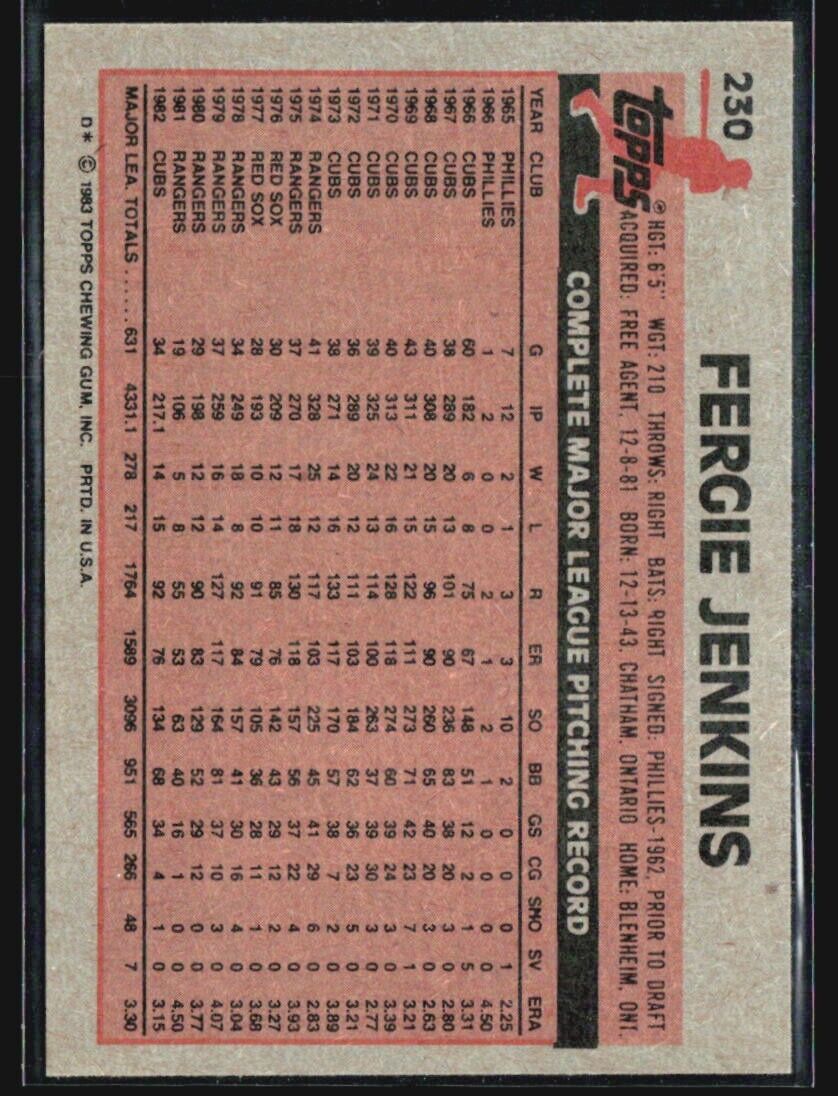 230
FERGIE JENKINS
topps®
HGT: 6'5" WGT: 210 THROWS: RIGHT BATS: RIGHT SIGNED: PHILLIES-1962, PRIOR TO DRAFT
ACQUIRED: FREE AGENT, 12-8-81 BORN: 12-13-43, CHATHAM, ONTARIO HOME: BLENHEIM, ONT.
COMPLETE MAJOR LEAGUE PITCHING RECORD
YEAR CLUB G IP W L R ER SO BB GS CG SHO SV ERA
1965 PHILLIES 7 12 2 1 3 3 10 2 0 0 0 1 2.25
1966 PHILLIES 1 2 0 0 2 1 2 1 0 0 0 0 4.50
1966 CUBS 60 182 6 8 75 67 148 51 12 2 1 5 3.31
1967 CUBS 38 289 20 13 101 90 236 83 38 20 3 0 2.80
1968 CUBS 40 308 20 15 96 90 260 65 40 20 3 0 2.63
1969 CUBS 43 311 21 15 122 111 273 71 42 23 7 1 3.21
1970 CUBS 40 313 22 16 128 118 274 60 39 24 3 0 3.39
1971 CUBS 39 325 24 13 114 100 263 37 39 30 3 0 2.77
1972 CUBS 36 289 20 12 111 103 184 62 36 23 5 0 3.21
1973 CUBS 38 271 14 16 133 117 170 57 38 7 2 0 3.89
1974 RANGERS 41 328 25 12 117 103 225 45 41 29 6 0 2.83
1975 RANGERS 37 270 17 18 130 118 157 56 37 22 4 0 3.93
1976 RED SOX 30 209 12 11 85 76 142 43 29 12 2 0 3.27
1977 RED SOX 28 193 10 10 91 79 105 36 28 11 1 0 3.68
1978 RANGERS 34 249 18 8 92 84 157 41 30 16 4 0 3.04
1979 RANGERS 37 259 16 14 127 117 164 81 37 10 3 0 4.07
1980 RANGERS 29 198 12 12 90 83 129 52 29 12 0 0 3.77
1981 RANGERS 19 106 5 8 55 53 63 40 16 1 0 0 4.50
1982 CUBS 34 217.1 14 15 92 76 134 68 34 4 1 0 3.15
MAJOR LEA. TOTALS ...... 631 4331.1 278 217 1764 1589 3096 951 565 266 48 7 3.30
D* © 1983 TOPPS CHEWING GUM, INC. PRTD. IN U.S.A.